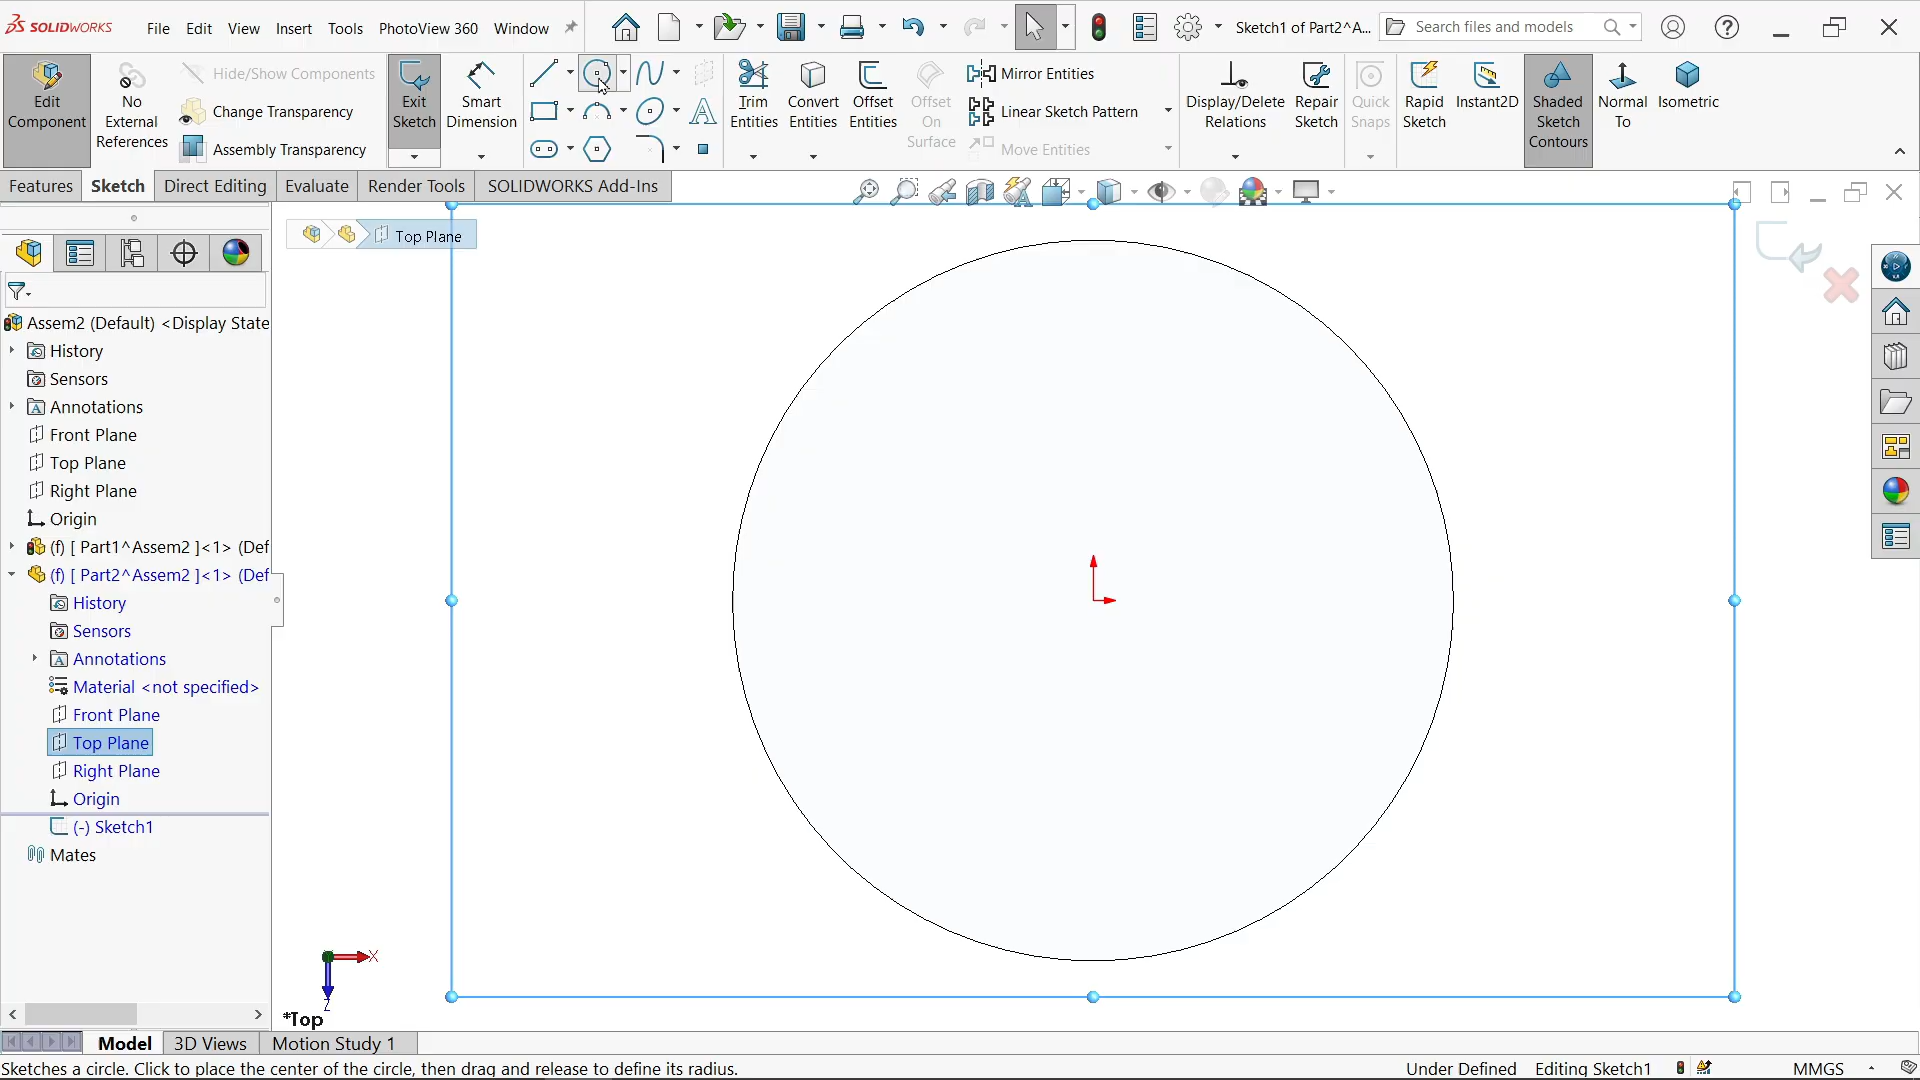 SOLIDWORKS File Edit View Insert Tools PhotoView 360 Window Sketch1 of Part2^A... Search files and models
Edit Component
No External References
Hide/Show Components
Change Transparency
Assembly Transparency
Exit Sketch
Smart Dimension
Trim Entities
Convert Entities
Offset Entities
Offset On Surface
Mirror Entities
Linear Sketch Pattern
Move Entities
Display/Delete Relations
Repair Sketch
Quick Snaps
Rapid Sketch
Instant2D
Shaded Sketch Contours
Normal To
Isometric
Features Sketch Direct Editing Evaluate Render Tools SOLIDWORKS Add-Ins
Top Plane
Assem2 (Default) <Display State
History
Sensors
Annotations
Front Plane
Top Plane
Right Plane
Origin
(f) [ Part1^Assem2 ]<1> (Def
(f) [ Part2^Assem2 ]<1> (Def
History
Sensors
Annotations
Material <not specified>
Front Plane
Top Plane
Right Plane
Origin
(-) Sketch1
Mates
X
Z
*Top
Model 3D Views Motion Study 1
Sketches a circle. Click to place the center of the circle, then drag and release to define its radius. Under Defined Editing Sketch1 MMGS